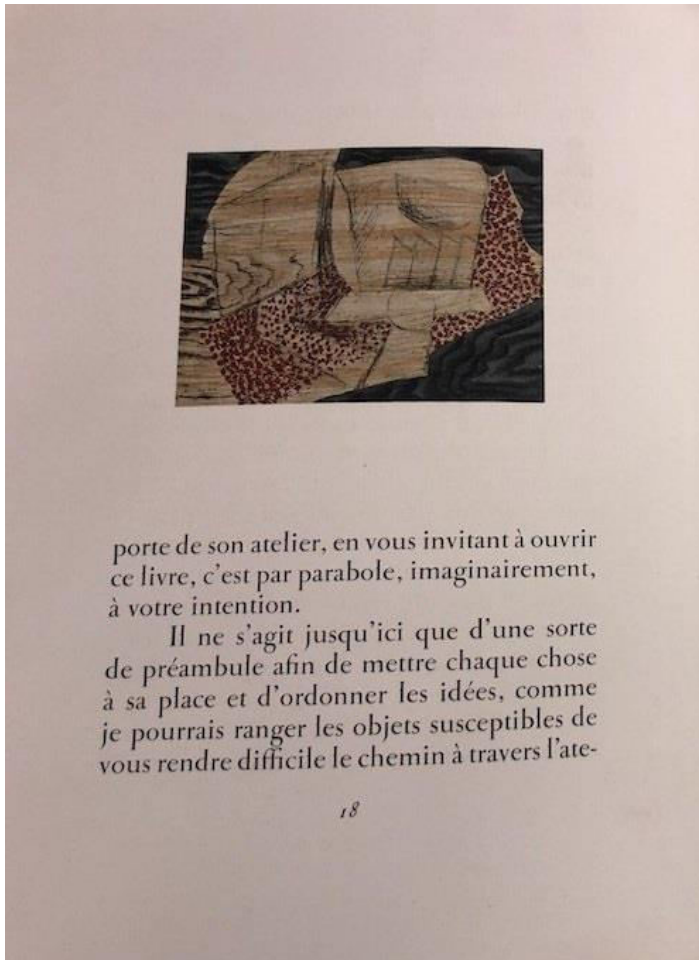 porte de son atelier, en vous invitant à ouvrir
ce livre, c'est par parabole, imaginairement,
à votre intention.
Il ne s'agit jusqu'ici que d'une sorte
de préambule afin de mettre chaque chose
à sa place et d'ordonner les idées, comme
je pourrais ranger les objets susceptibles de
vous rendre difficile le chemin à travers l'ate-
18